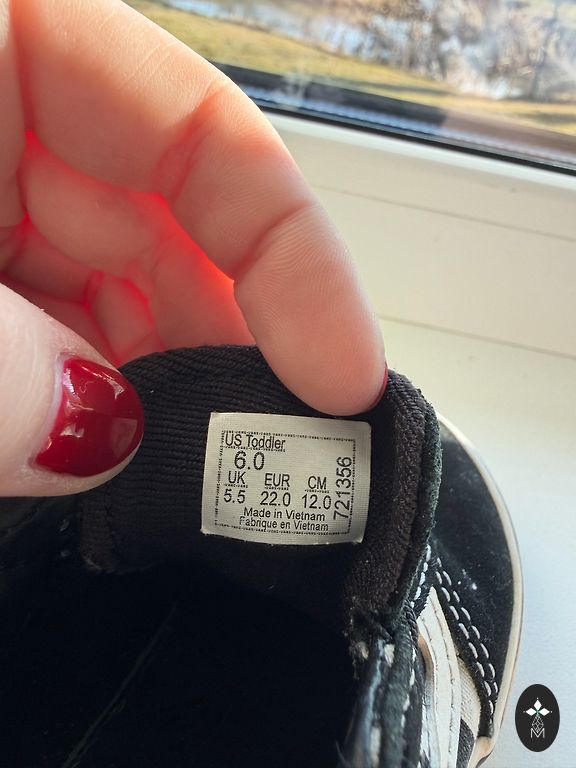 US Toddler
6.0
UK EUR CM
5.5 22.0 12.0
Made in Vietnam
Fabrique en Vietnam
721356
M